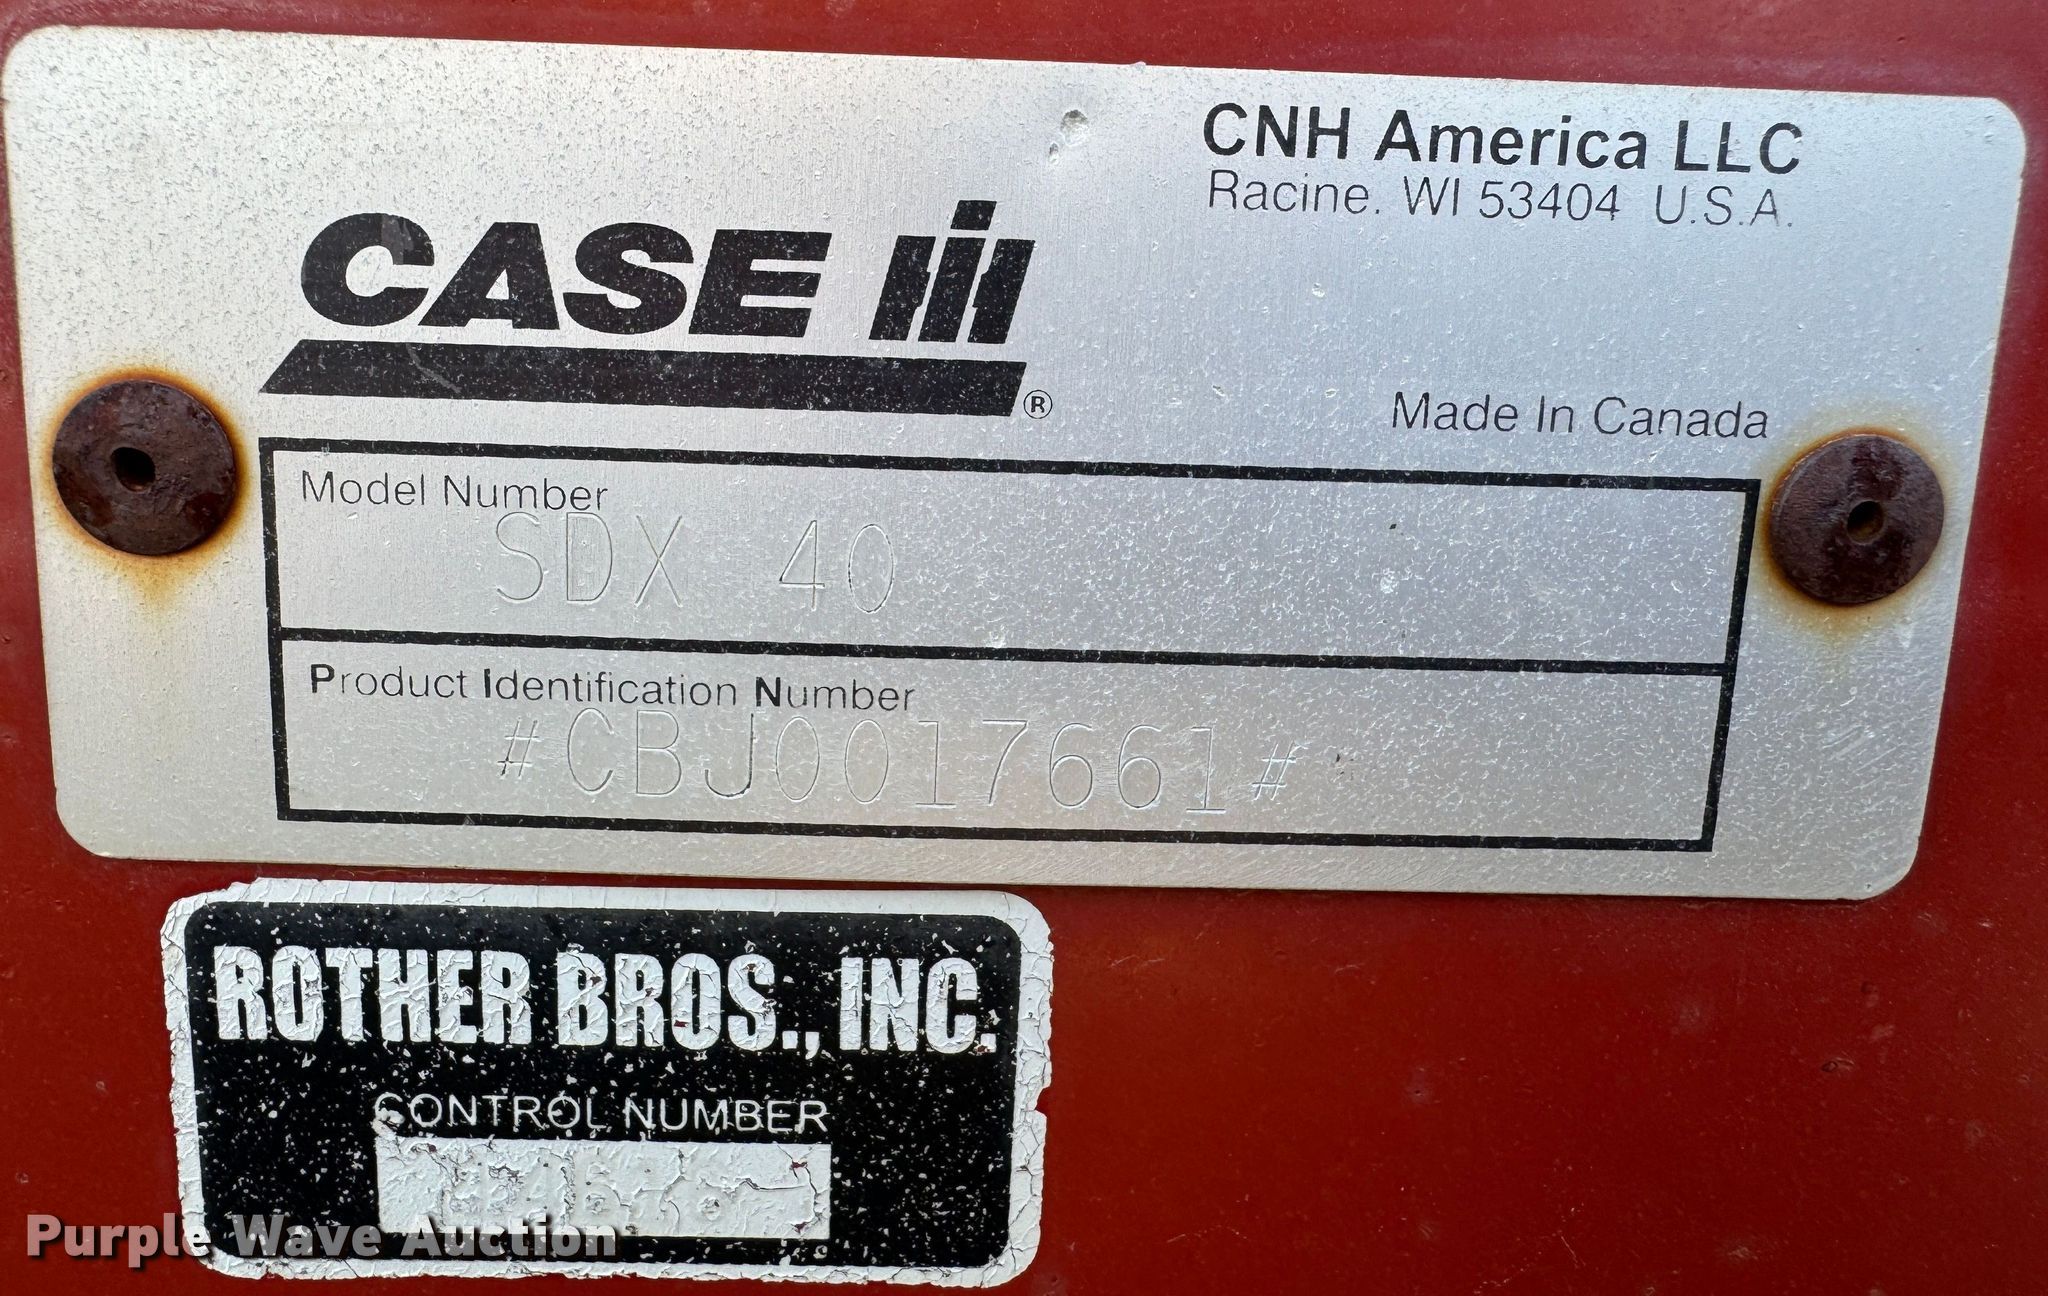 CNH America LLC
Racine, WI 53404 U.S.A.
CASE IH
®
Made In Canada
Model Number
SDX 40
Product Identification Number
#CBJ0017661#
ROTHER BROS., INC.
CONTROL NUMBER
Purple Wave Auction